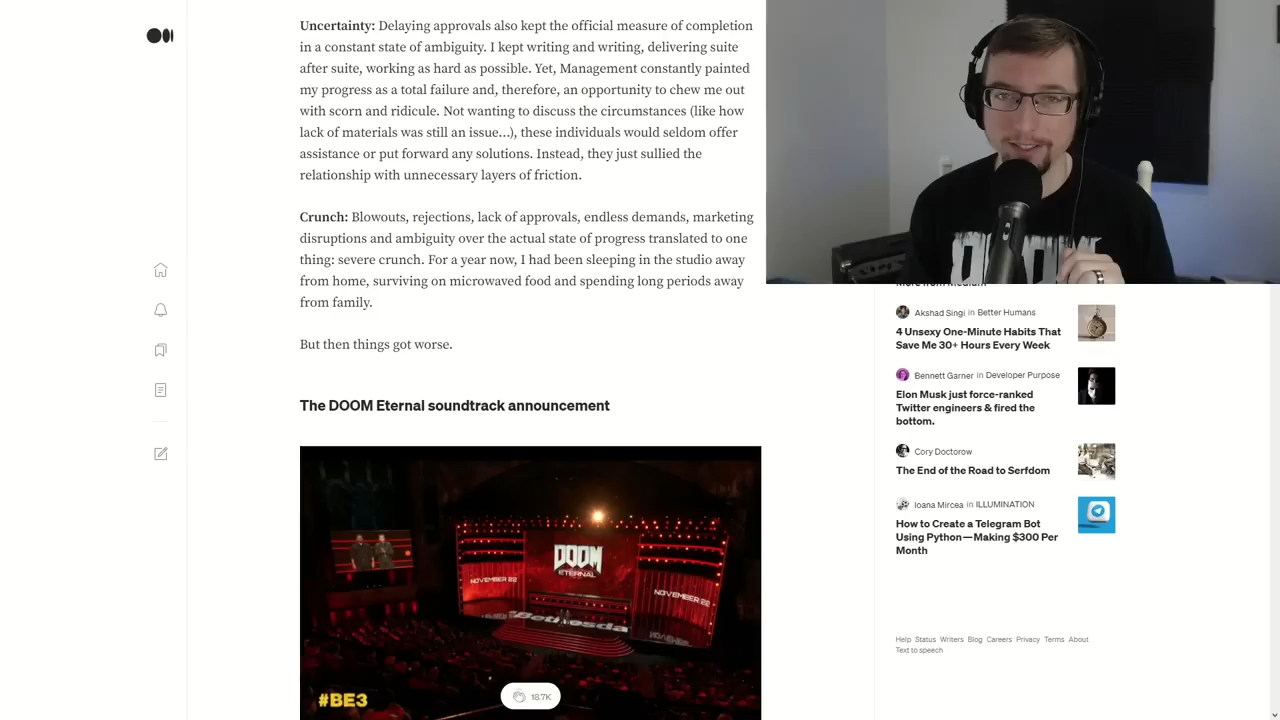 Uncertainty: Delaying approvals also kept the official measure of completion
in a constant state of ambiguity. I kept writing and writing, delivering suite
after suite, working as hard as possible. Yet, Management constantly painted
my progress as a total failure and, therefore, an opportunity to chew me out
with scorn and ridicule. Not wanting to discuss the circumstances (like how
lack of materials was still an issue…), these individuals would seldom offer
assistance or put forward any solutions. Instead, they just sullied the
relationship with unnecessary layers of friction.
Crunch: Blowouts, rejections, lack of approvals, endless demands, marketing
disruptions and ambiguity over the actual state of progress translated to one
thing: severe crunch. For a year now, I had been sleeping in the studio away
from home, surviving on microwaved food and spending long periods away
from family.
But then things got worse.
The DOOM Eternal soundtrack announcement
DOOM
ETERNAL
NOVEMBER 22
NOVEMBER 22
Bethesda
#BE3
18.7K
More from Medium
Akshad Singi in Better Humans
4 Unsexy One-Minute Habits That
Save Me 30+ Hours Every Week
Bennett Garner in Developer Purpose
Elon Musk just force-ranked
Twitter engineers & fired the
bottom.
Cory Doctorow
The End of the Road to Serfdom
Ioana Mircea in ILLUMINATION
How to Create a Telegram Bot
Using Python — Making $300 Per
Month
Help Status Writers Blog Careers Privacy Terms About
Text to speech